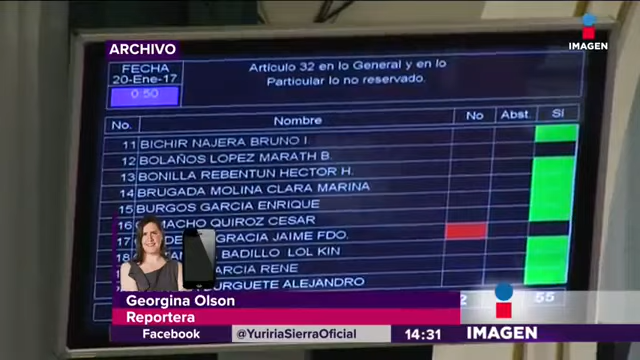 ARCHIVO
IMAGEN
FECHA
20-Ene-17
0:50
Artículo 32 en lo General y en lo
Particular lo no reservado.
No. Nombre No Abst. Sí
11 BICHIR NAJERA BRUNO I.
12 BOLAÑOS LOPEZ MARATH B.
13 BONILLA REBENTUN HECTOR H.
14 BRUGADA MOLINA CLARA MARINA
15 BURGOS GARCIA ENRIQUE
16 MACHO QUIROZ CESAR
17 GRACIA JAIME FDO.
18 BADILLO LOL KIN
ARCIA RENE
URGUETE ALEJANDRO
2 55
Georgina Olson
Reportera
Facebook @YuririaSierraOficial 14:31 IMAGEN